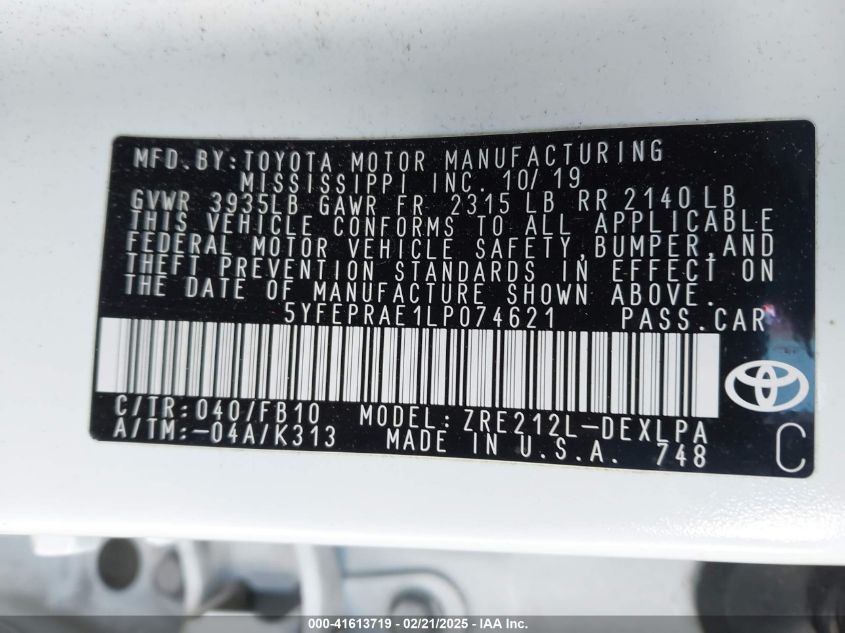 MFD.BY:TOYOTA MOTOR MANUFACTURING
MISSISSIPPI INC. 10/19
GVWR 3935LB GAWR FR 2315 LB RR 2140LB
THIS VEHICLE CONFORMS TO ALL APPLICABLE
FEDERAL MOTOR VEHICLE SAFETY,BUMPER,AND
THEFT PREVENTION STANDARDS IN EFFECT ON
THE DATE OF MANUFACTURE SHOWN ABOVE.
5YFEPRAE1LP074621 PASS.CAR
C/TR:040/FB10 MODEL:ZRE212L-DEXLPA
A/TM:-04A/K313 MADE IN U.S.A. 748
C
000-41613719 - 02/21/2025 - IAA Inc.